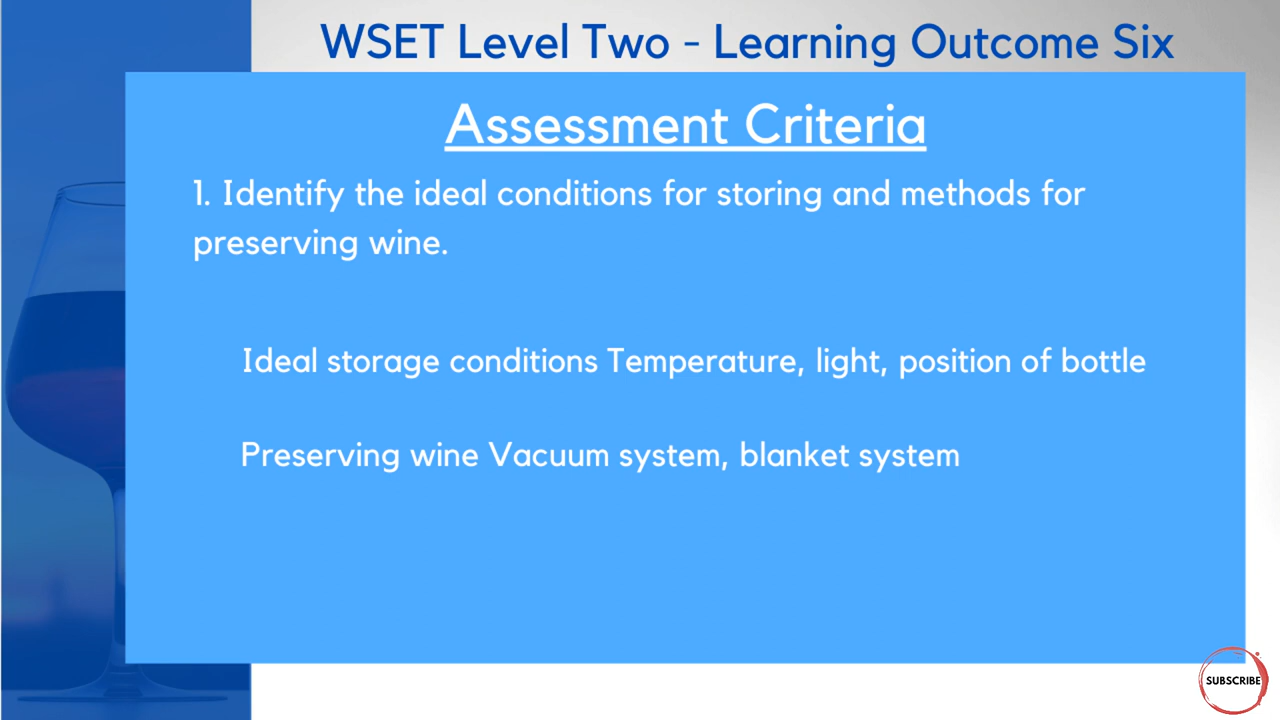 WSET Level Two - Learning Outcome Six
Assessment Criteria
1. Identify the ideal conditions for storing and methods for
preserving wine.
Ideal storage conditions Temperature, light, position of bottle
Preserving wine Vacuum system, blanket system
SUBSCRIBE